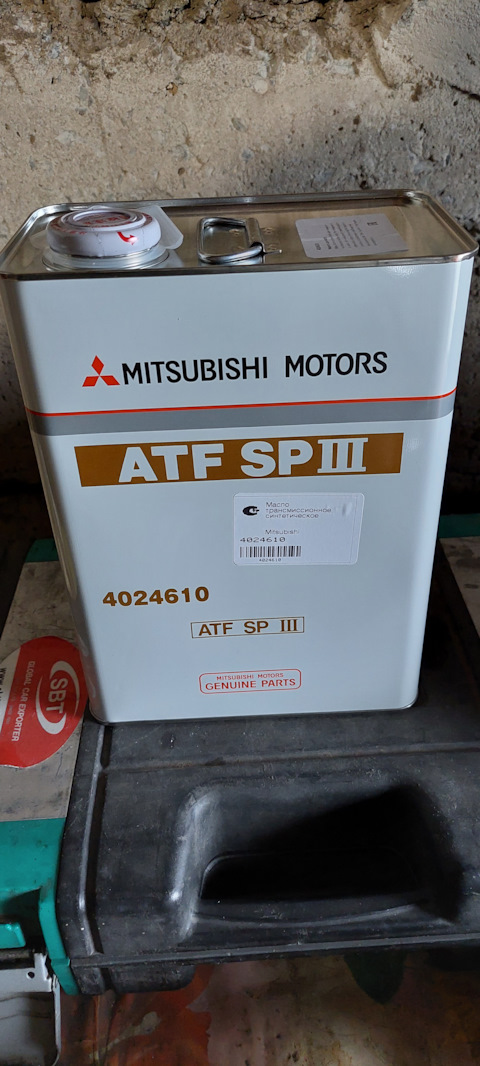 MITSUBISHI MOTORS
ATF SP III
Масло
трансмиссионное
синтетическое
Mitsubishi
4024610
4024610
4024610
ATF SP III
MITSUBISHI MOTORS
GENUINE PARTS
SBT
GLOBAL CAR EXPORTER